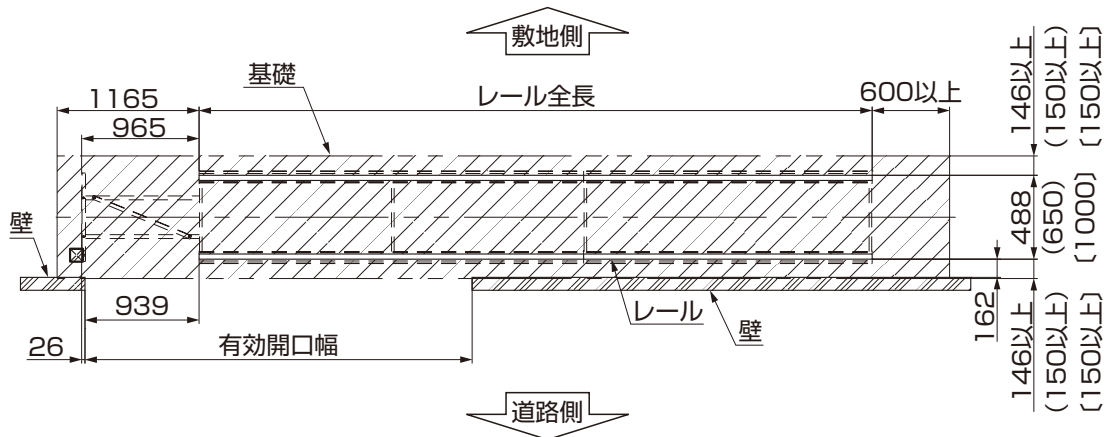 敷地側
基礎
1165
レール全長
600以上
965
146以上
(150以上)
〔150以上〕
488
(650)
〔1000〕
壁
939
レール
壁
162
26
有効開口幅
146以上
(150以上)
〔150以上〕
道路側